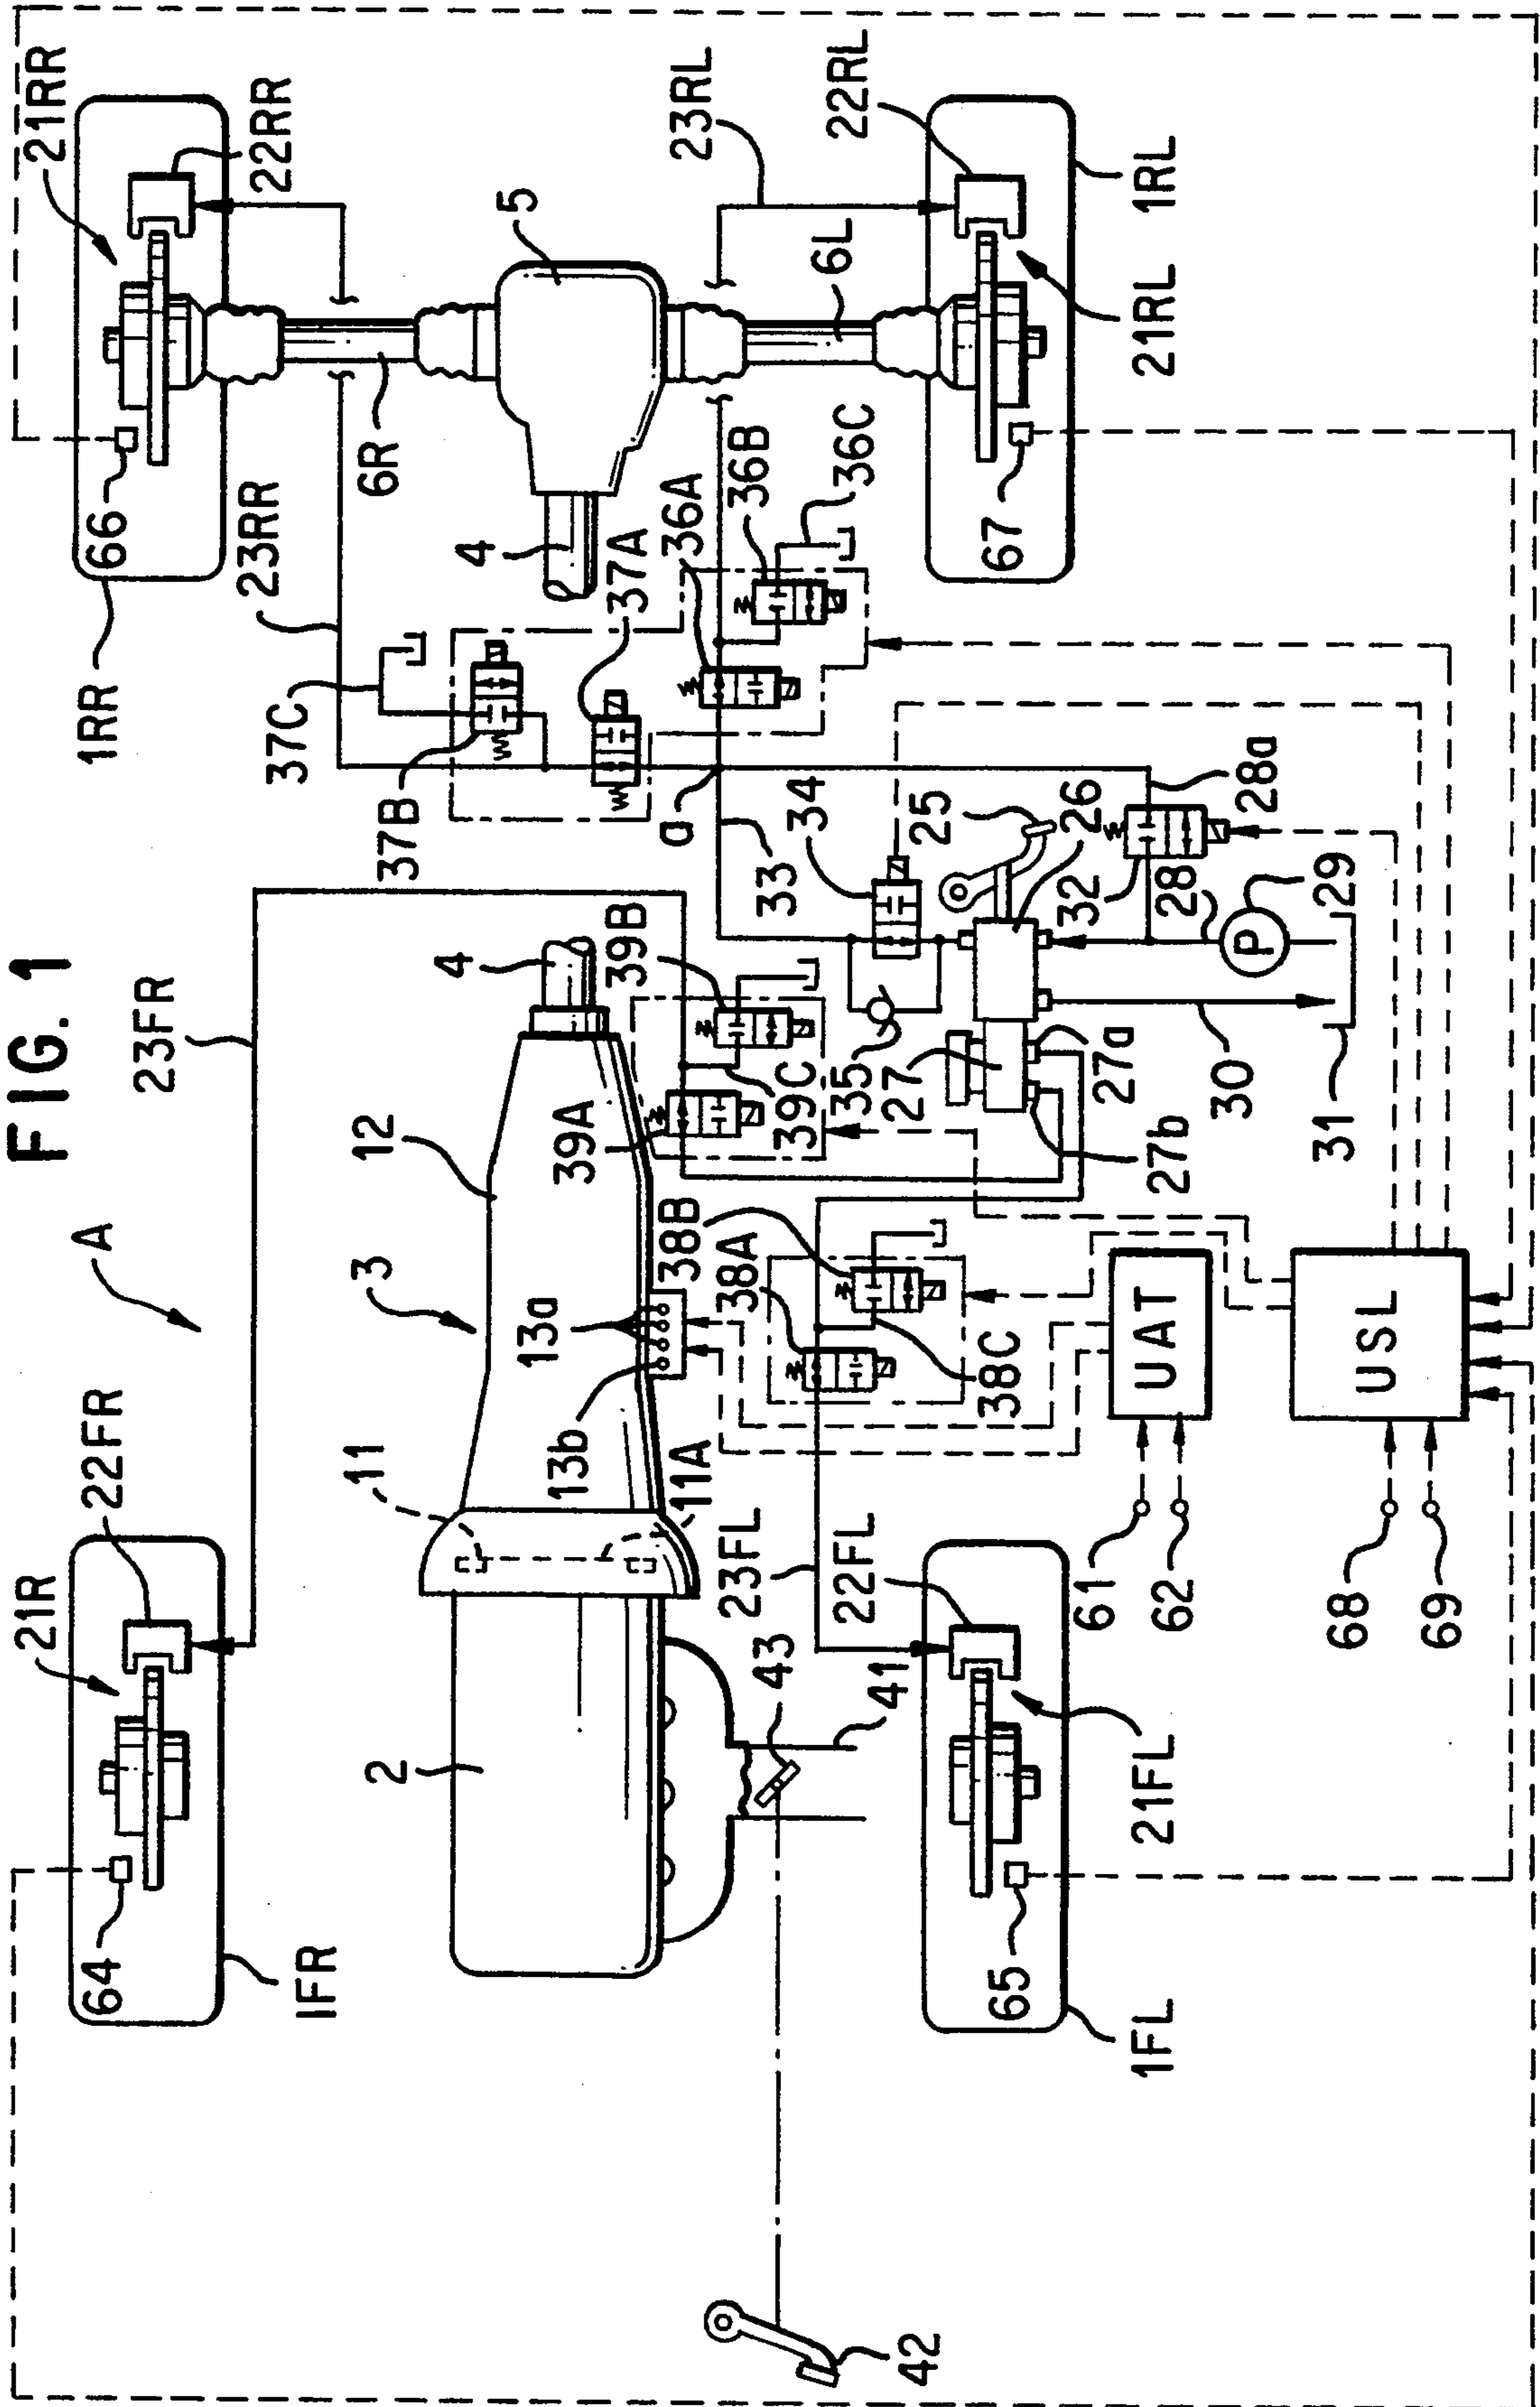 FIG. 1
A
1FR
64
21R
22FR
23FR
1RR
66
23RR
21RR
22RR
2
11
11A
3
12
13a
13b
4
4
5
6R
6L
37C
37B
37A
36A
36B
36C
23RL
22RL
21RL
67
1RL
a
33
34
25
26
35
27
27a
27b
28
28a
32
P
29
30
31
39A
39B
39C
38A
38B
38C
23FL
22FL
21FL
65
1FL
43
41
42
61
62
UAT
68
69
USL